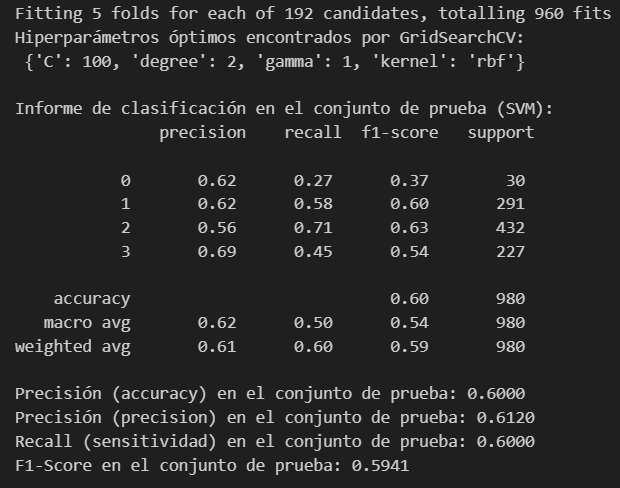 Fitting 5 folds for each of 192 candidates, totalling 960 fits
Hiperparámetros óptimos encontrados por GridSearchCV:
{'C': 100, 'degree': 2, 'gamma': 1, 'kernel': 'rbf'}
Informe de clasificación en el conjunto de prueba (SVM):
precision recall f1-score support
0 0.62 0.27 0.37 30
1 0.62 0.58 0.60 291
2 0.56 0.71 0.63 432
3 0.69 0.45 0.54 227
accuracy 0.60 980
macro avg 0.62 0.50 0.54 980
weighted avg 0.61 0.60 0.59 980
Precisión (accuracy) en el conjunto de prueba: 0.6000
Precisión (precision) en el conjunto de prueba: 0.6120
Recall (sensitividad) en el conjunto de prueba: 0.6000
F1-Score en el conjunto de prueba: 0.5941